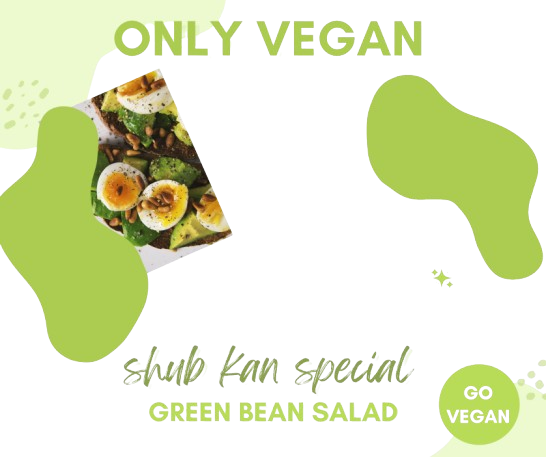 ONLY VEGAN
shub kan special
GREEN BEAN SALAD
GO
VEGAN